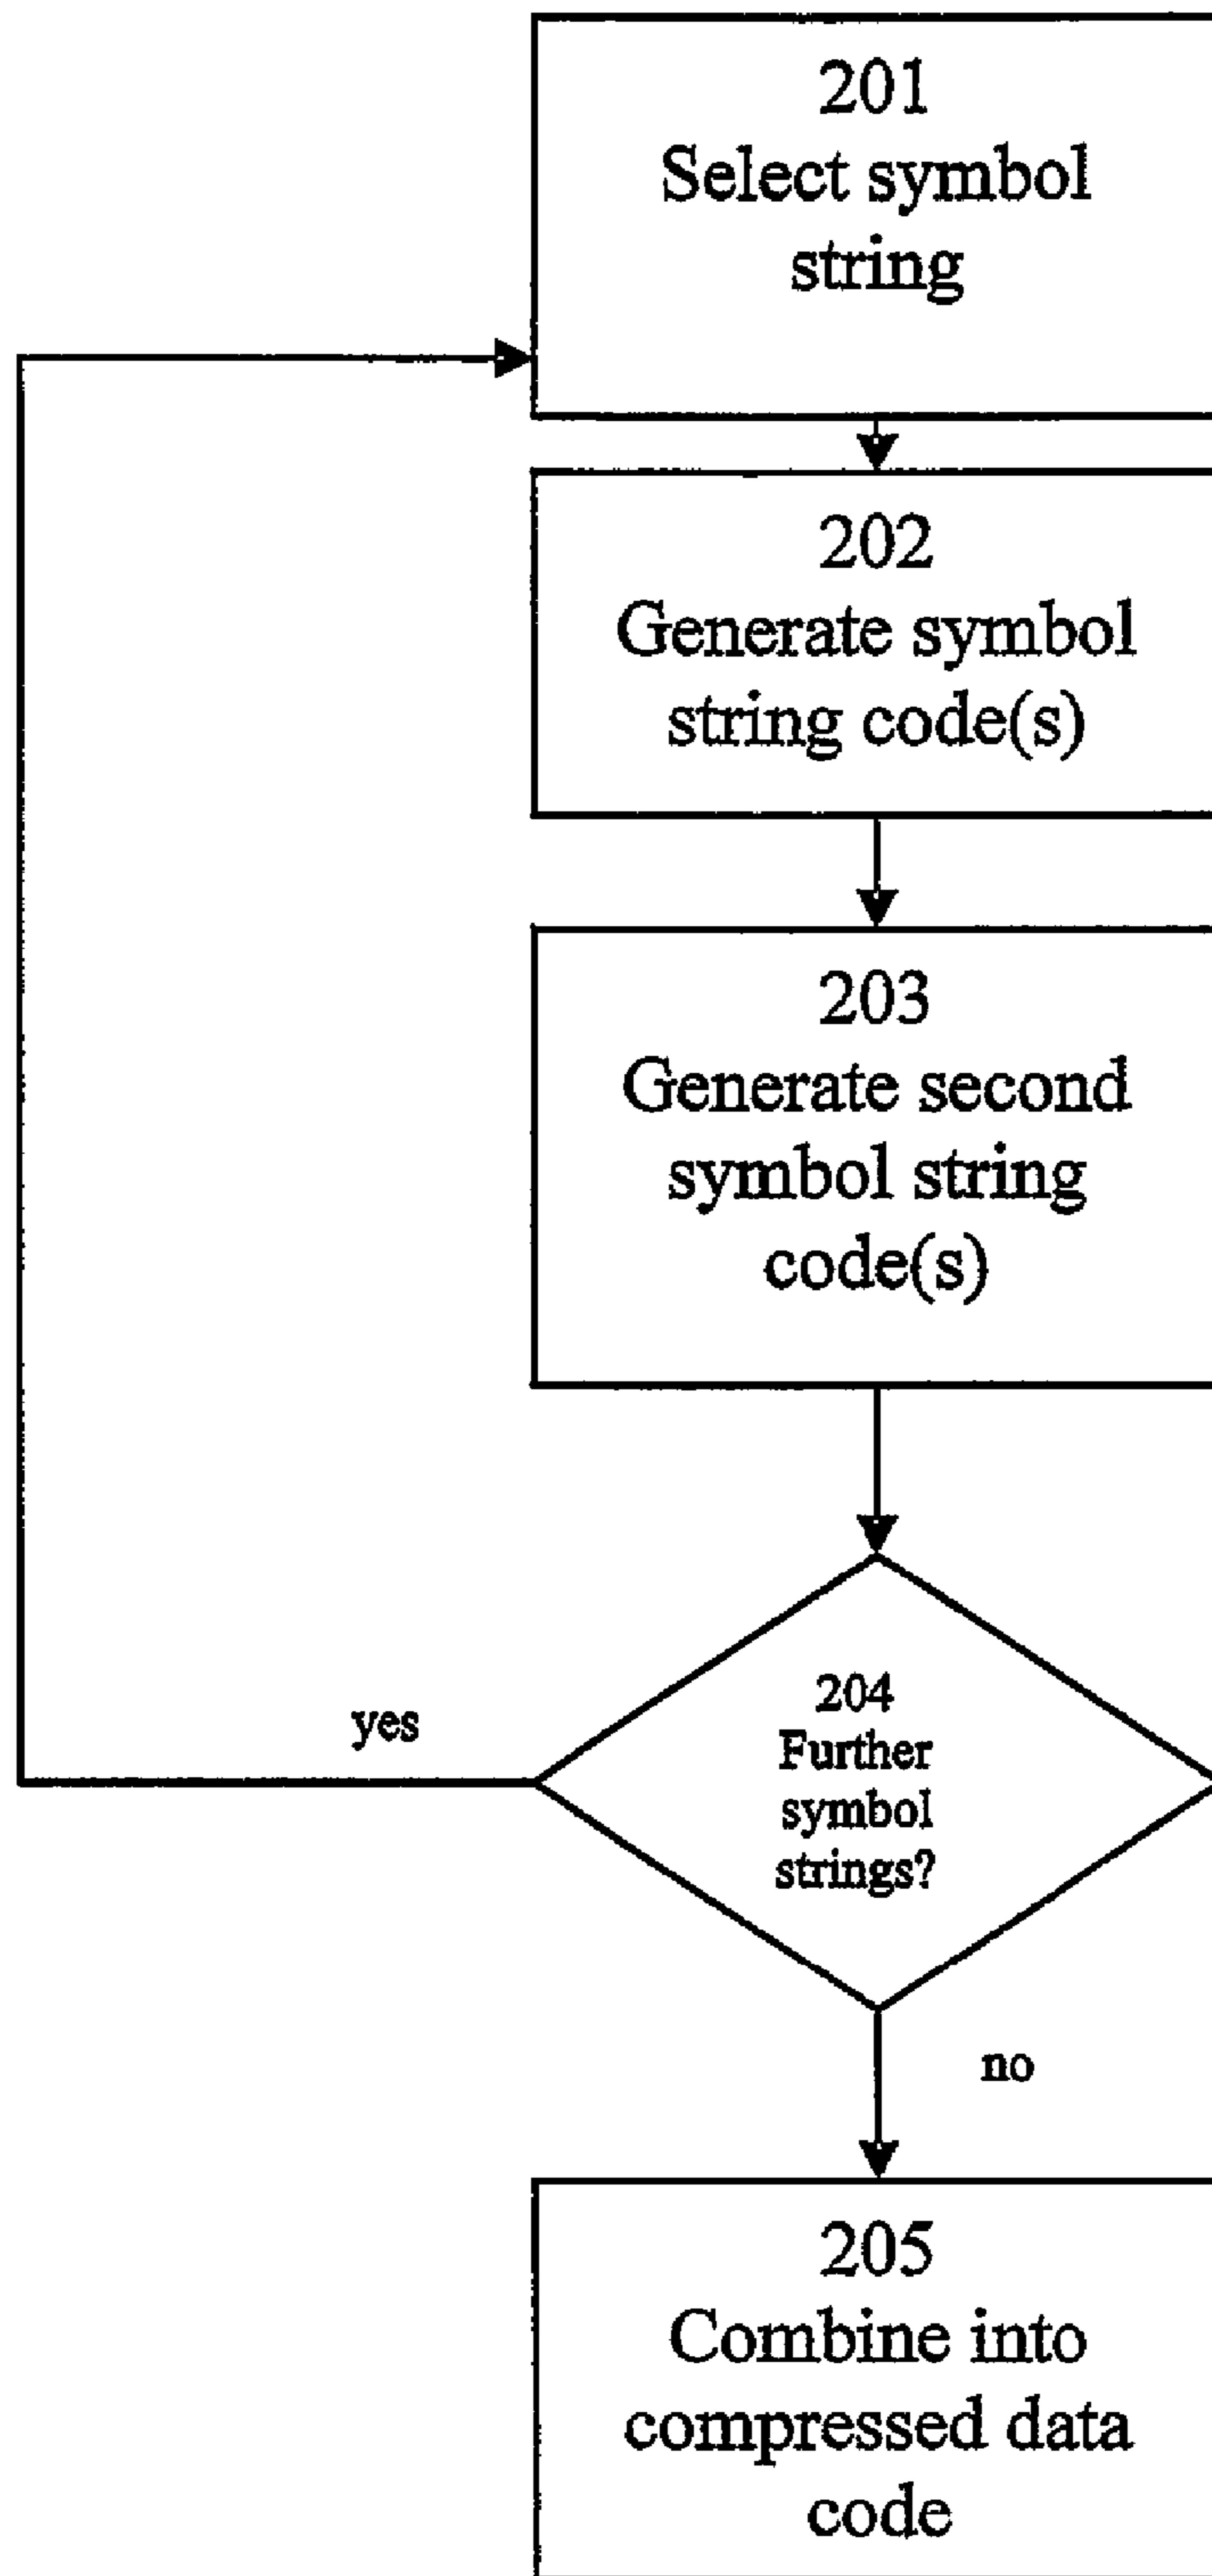 201
Select symbol
string
202
Generate symbol
string code(s)
203
Generate second
symbol string
code(s)
204
Further
symbol
strings?
yes
no
205
Combine into
compressed data
code